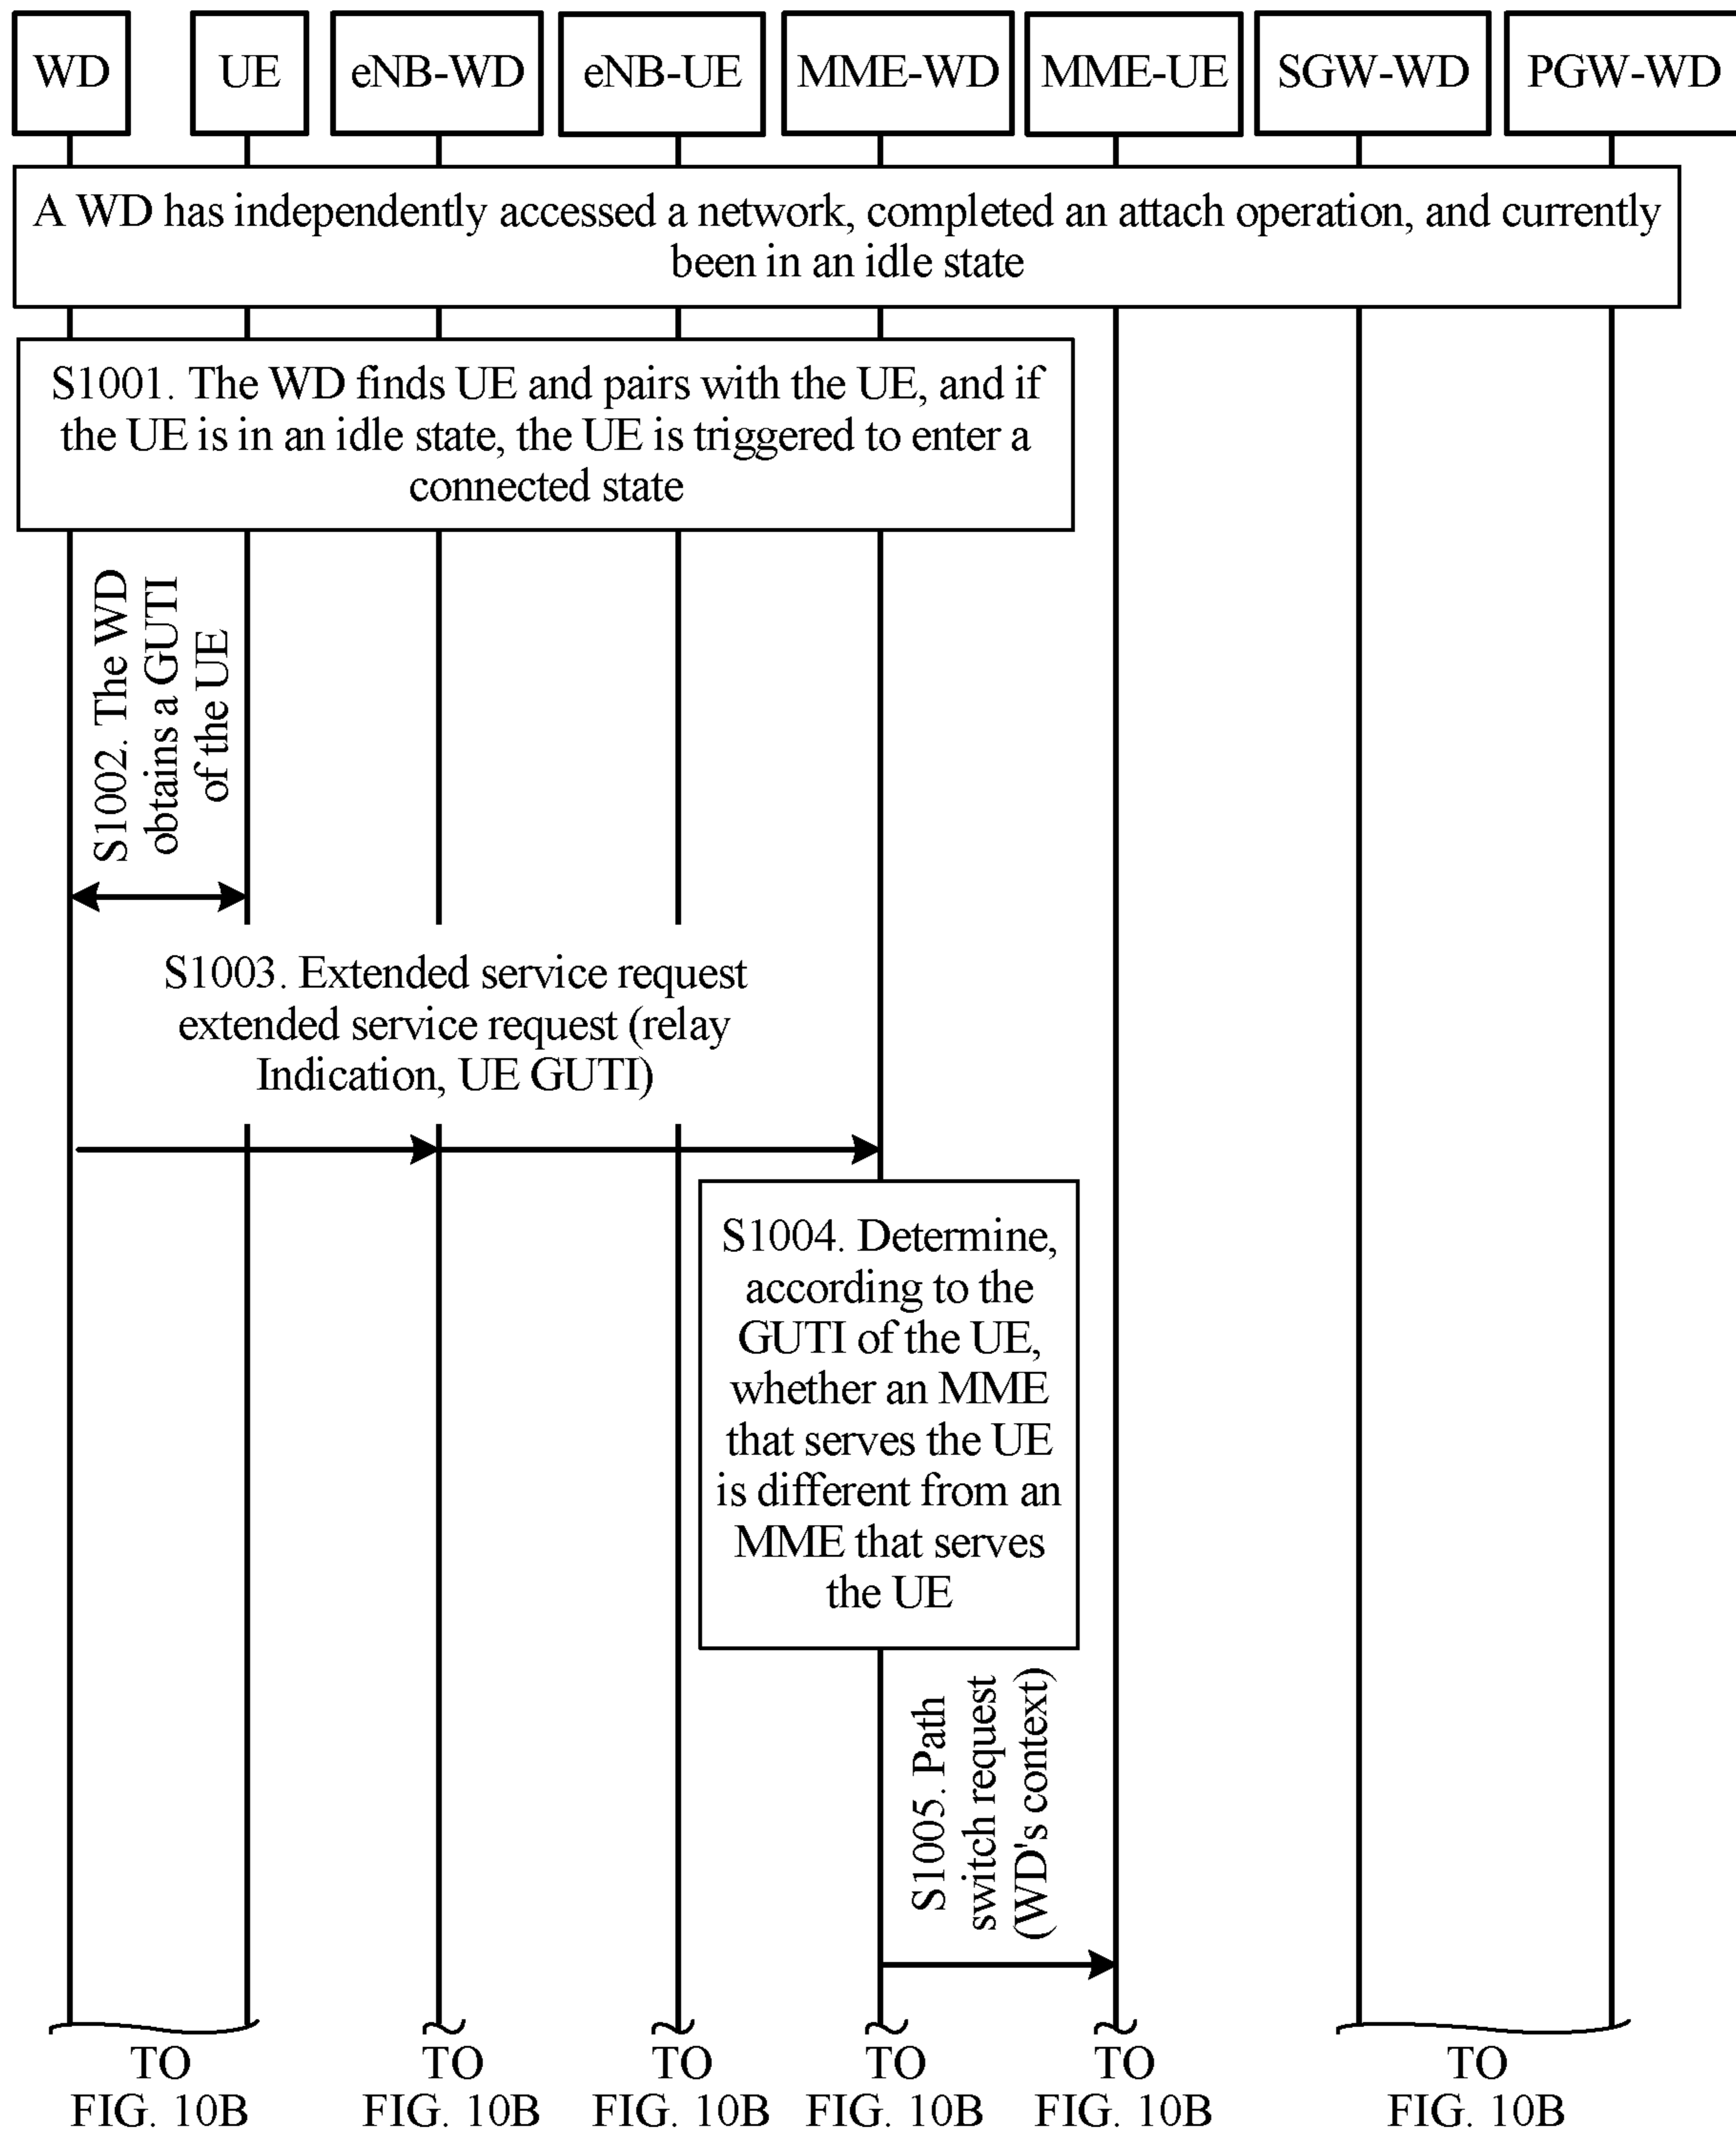 WD
UE
eNB-WD
eNB-UE
MME-WD
MME-UE
SGW-WD
PGW-WD
A WD has independently accessed a network, completed an attach operation, and currently
been in an idle state
S1001. The WD finds UE and pairs with the UE, and if
the UE is in an idle state, the UE is triggered to enter a
connected state
S1002. The WD
obtains a GUTI
of the UE
S1003. Extended service request
extended service request (relay
Indication, UE GUTI)
S1004. Determine,
according to the
GUTI of the UE,
whether an MME
that serves the UE
is different from an
MME that serves
the UE
S1005. Path
switch request
(WD's context)
TO
FIG. 10B
TO
FIG. 10B
TO
FIG. 10B
TO
FIG. 10B
TO
FIG. 10B
TO
FIG. 10B